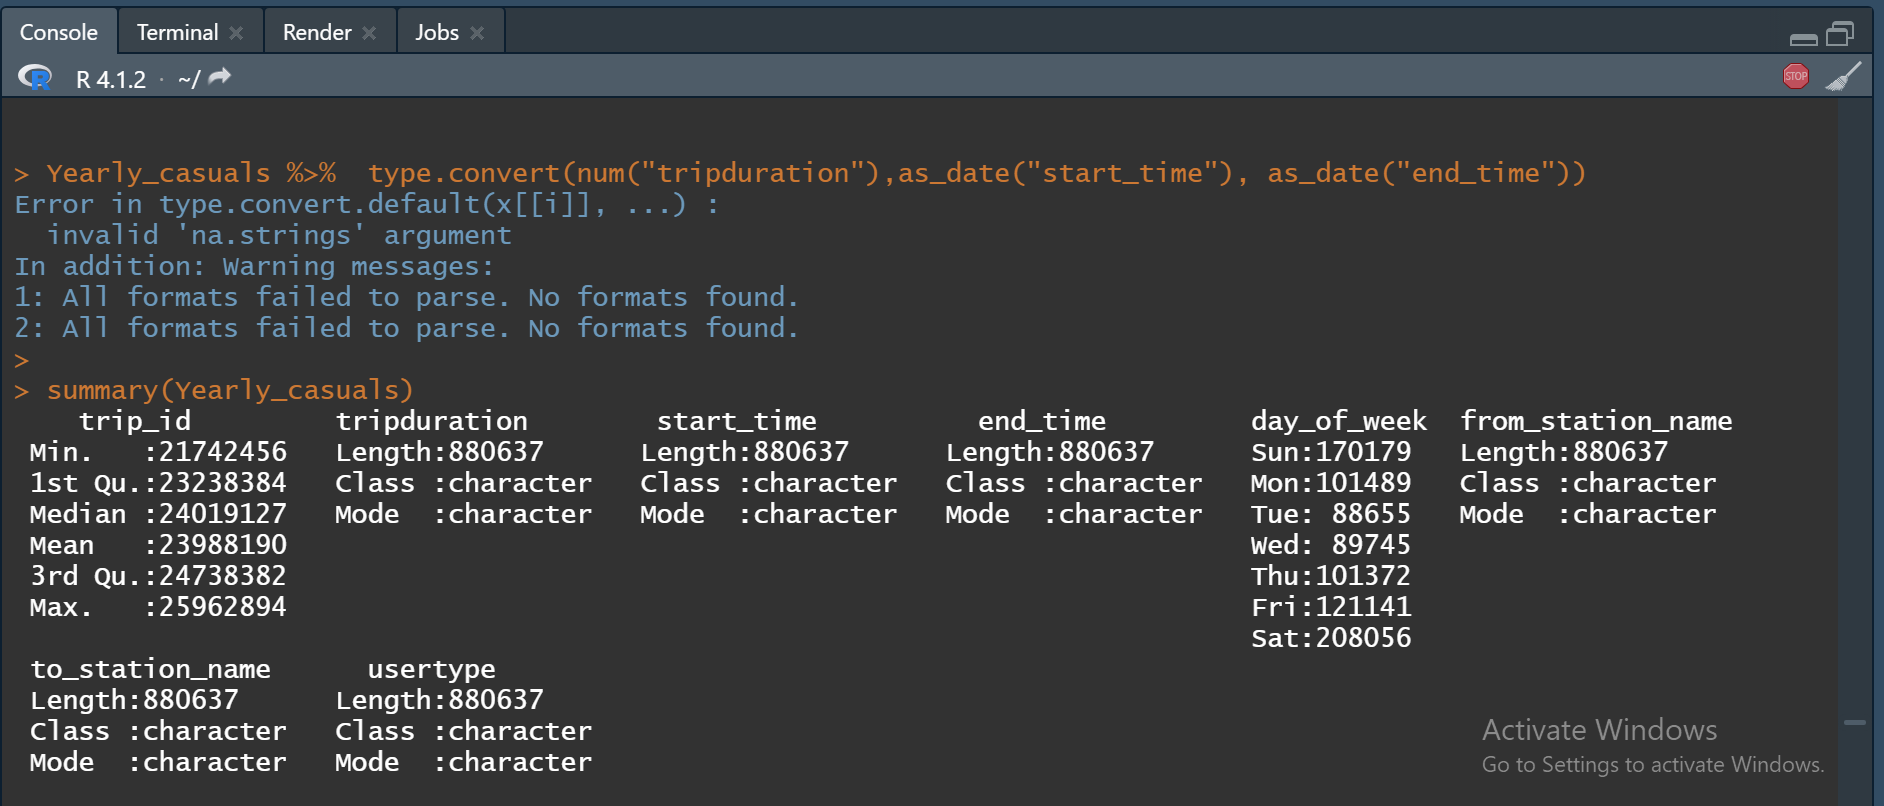 Console Terminal Render Jobs
R R 4.1.2 · ~/
STOP
> Yearly_casuals %>%  type.convert(num("tripduration"),as_date("start_time"), as_date("end_time"))
Error in type.convert.default(x[[i]], ...) :
  invalid 'na.strings' argument
In addition: Warning messages:
1: All formats failed to parse. No formats found.
2: All formats failed to parse. No formats found.
>
> summary(Yearly_casuals)
    trip_id         tripduration        start_time          end_time         day_of_week  from_station_name
 Min.   :21742456   Length:880637      Length:880637      Length:880637      Sun:170179   Length:880637
 1st Qu.:23238384   Class :character   Class :character   Class :character   Mon:101489   Class :character
 Median :24019127   Mode  :character   Mode  :character   Mode  :character   Tue: 88655   Mode  :character
 Mean   :23988190                                                            Wed: 89745
 3rd Qu.:24738382                                                            Thu:101372
 Max.   :25962894                                                            Fri:121141
                                                                             Sat:208056
 to_station_name      usertype
 Length:880637      Length:880637
 Class :character   Class :character
 Mode  :character   Mode  :character
Activate Windows
Go to Settings to activate Windows.